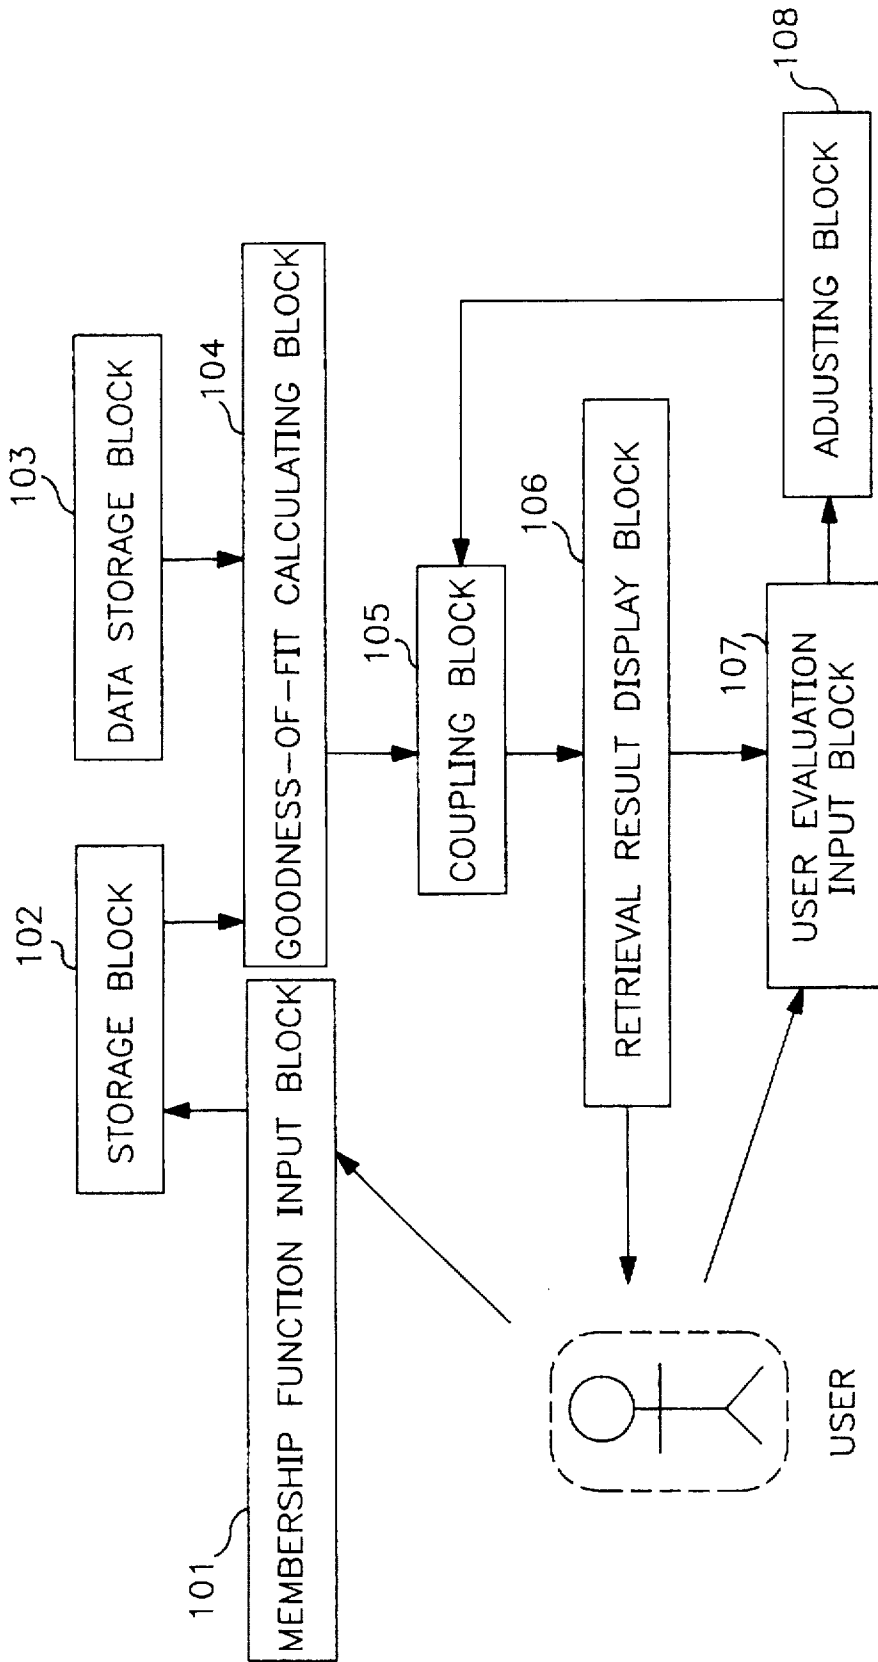 101
MEMBERSHIP FUNCTION INPUT BLOCK
102
STORAGE BLOCK
103
DATA STORAGE BLOCK
104
GOODNESS-OF-FIT CALCULATING BLOCK
105
COUPLING BLOCK
106
RETRIEVAL RESULT DISPLAY BLOCK
107
USER EVALUATION
INPUT BLOCK
108
ADJUSTING BLOCK
USER